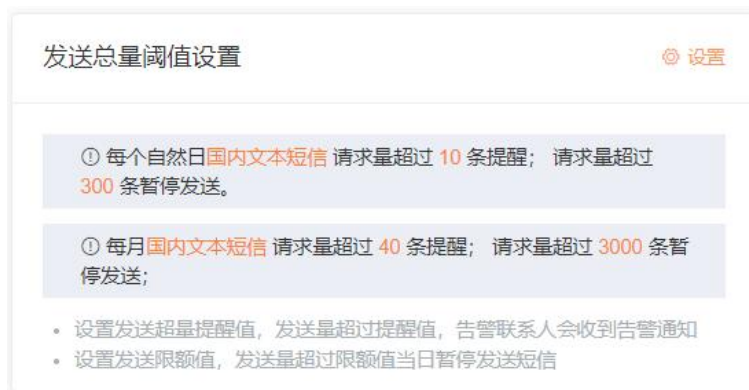 发送总量阈值设置
设置
每个自然日国内文本短信 请求量超过 10 条提醒； 请求量超过
300 条暂停发送。
每月国内文本短信 请求量超过 40 条提醒； 请求量超过 3000 条暂
停发送；
设置发送超量提醒值，发送量超过提醒值，告警联系人会收到告警通知
设置发送限额值，发送量超过限额值当日暂停发送短信